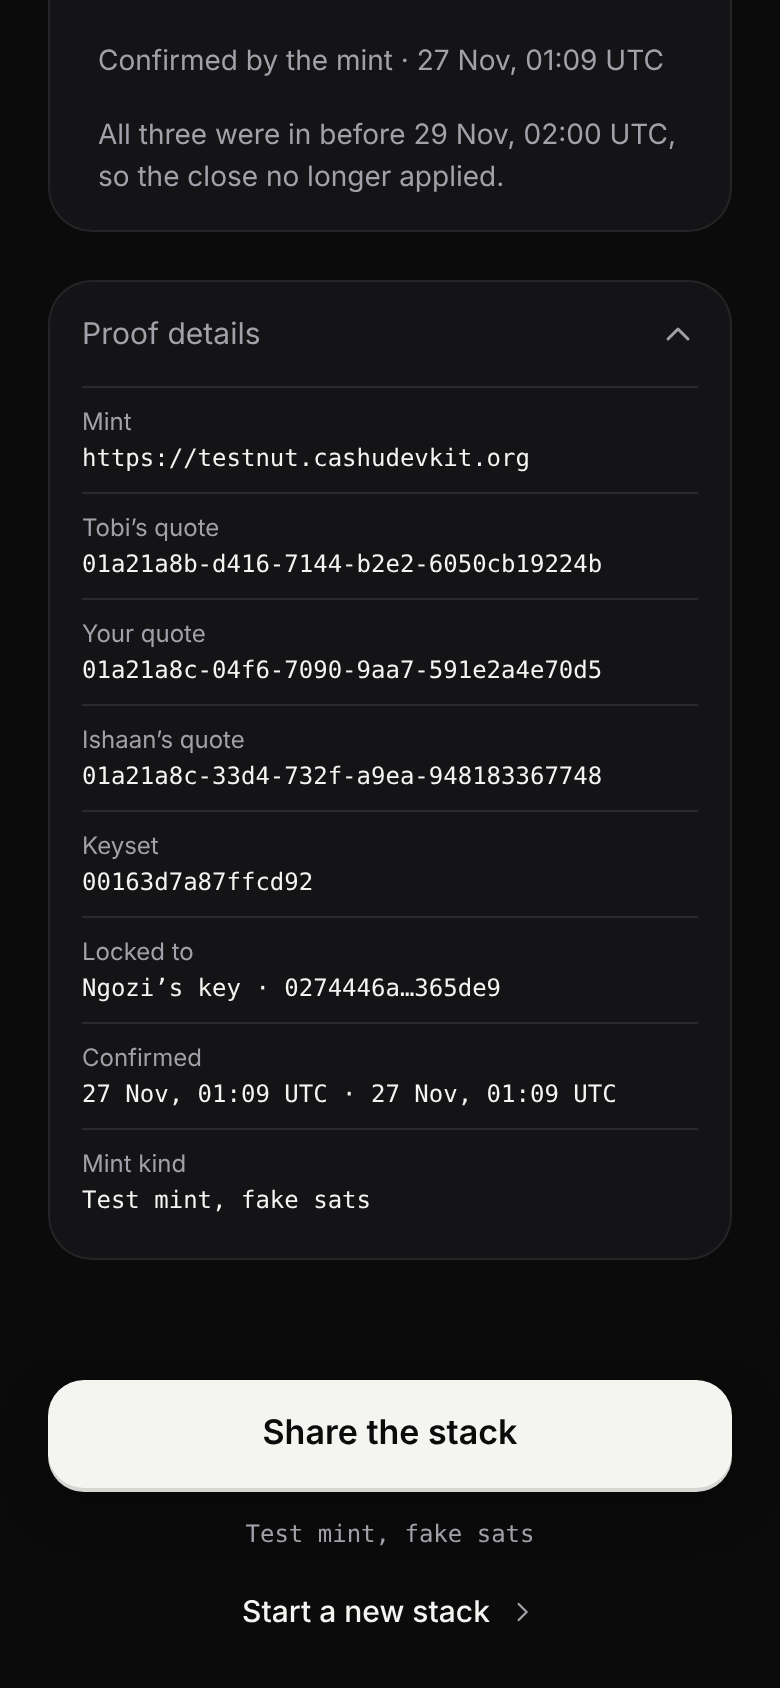 Confirmed by the mint · 27 Nov, 01:09 UTC
All three were in before 29 Nov, 02:00 UTC,
so the close no longer applied.
Proof details
Mint
https://testnut.cashudevkit.org
Tobi’s quote
01a21a8b-d416-7144-b2e2-6050cb19224b
Your quote
01a21a8c-04f6-7090-9aa7-591e2a4e70d5
Ishaan’s quote
01a21a8c-33d4-732f-a9ea-948183367748
Keyset
00163d7a87ffcd92
Locked to
Ngozi’s key · 0274446a…365de9
Confirmed
27 Nov, 01:09 UTC · 27 Nov, 01:09 UTC
Mint kind
Test mint, fake sats
Share the stack
Test mint, fake sats
Start a new stack